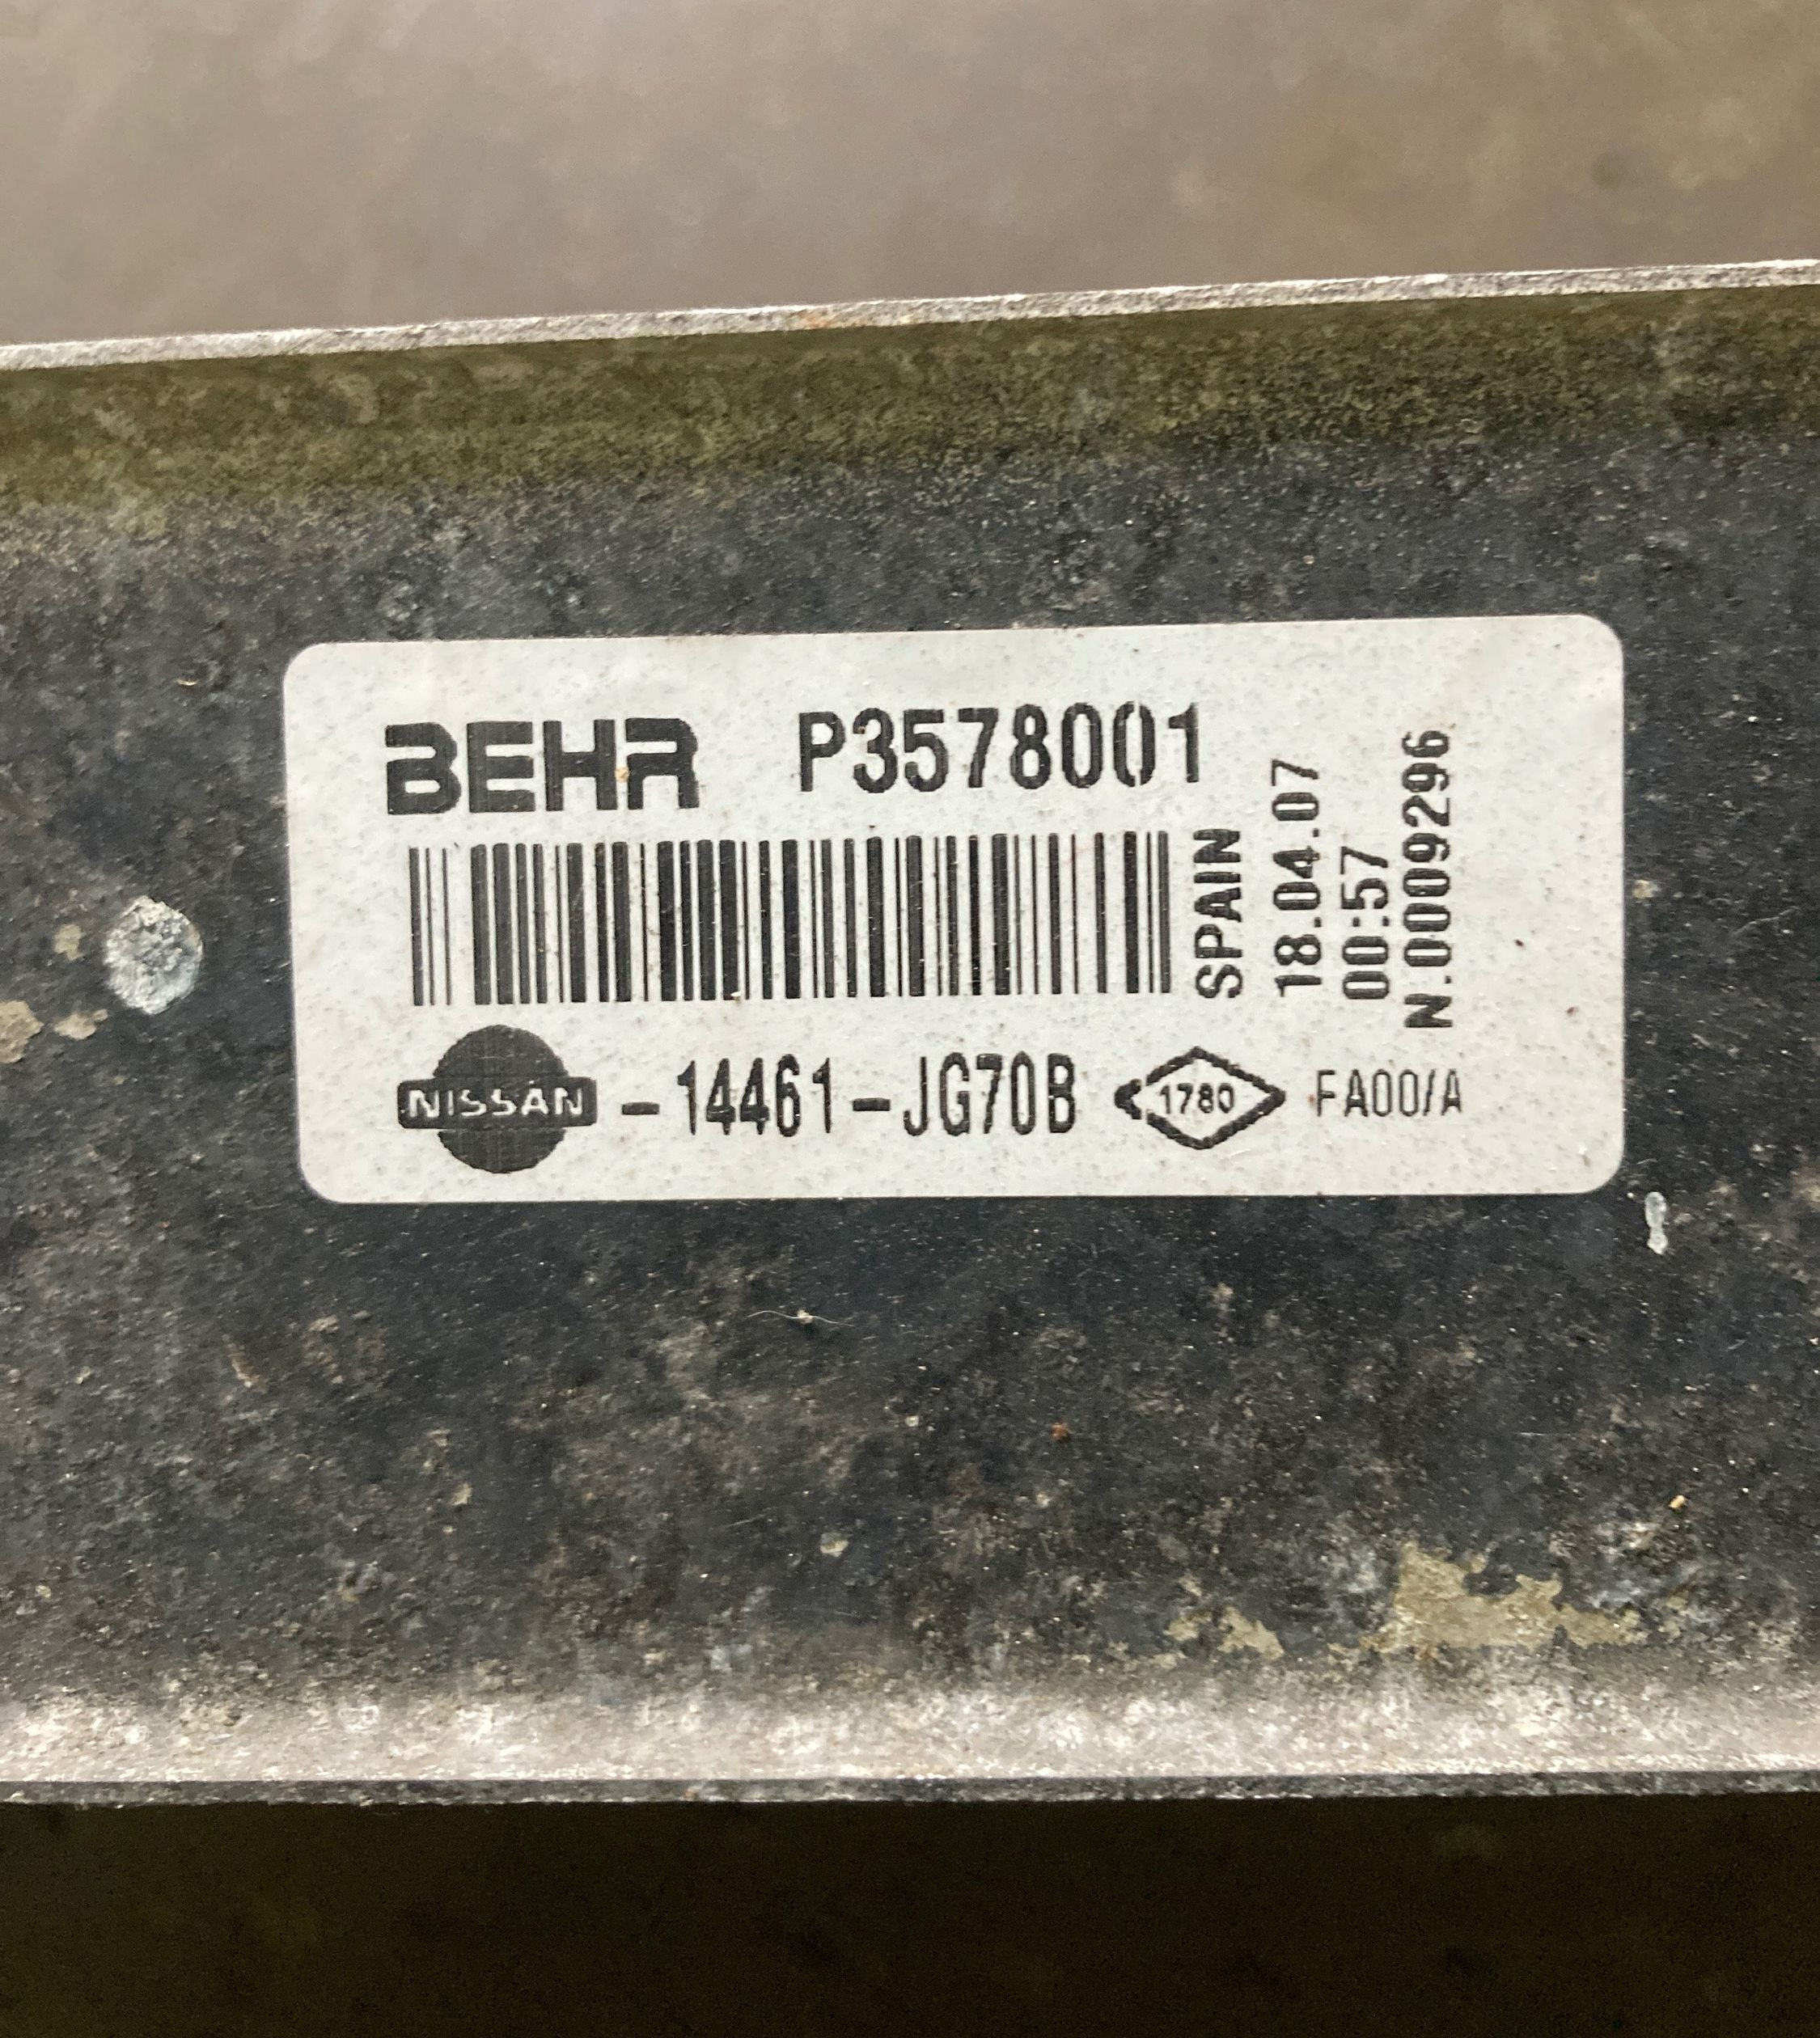 BEHR P3578001
SPAIN
18.04.07
00:57
N.0009296
NISSAN -14461-JG70B 1780 FA00/A